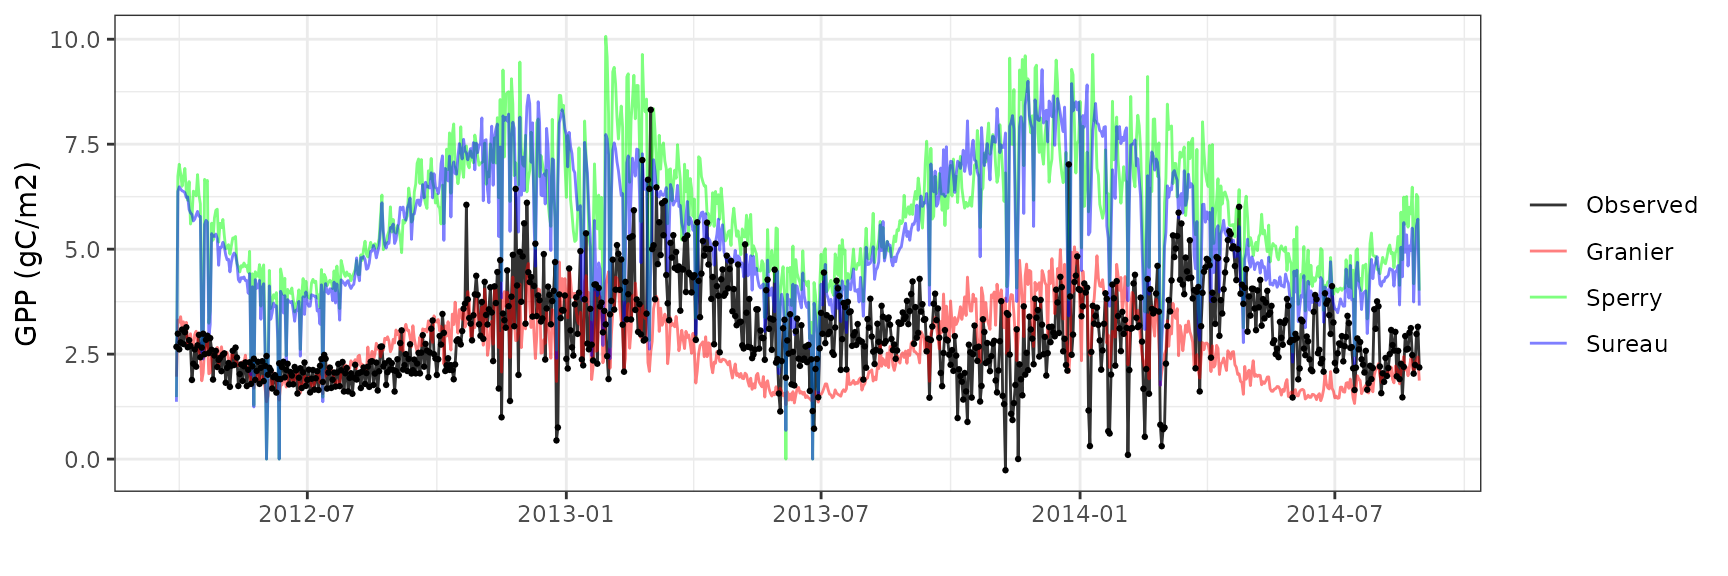 GPP (gC/m2)
10.0
7.5
5.0
2.5
0.0
2012-07 2013-01 2013-07 2014-01 2014-07
Observed
Granier
Sperry
Sureau